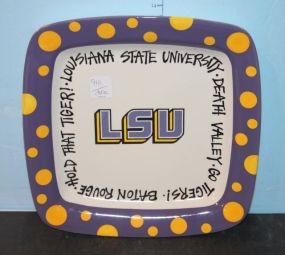 LOUISIANA STATE UNIVERSITY·
DEATH VALLEY·GO
TIGERS!·BATON ROUGE·
HOLD THAT TIGER!·
LSU